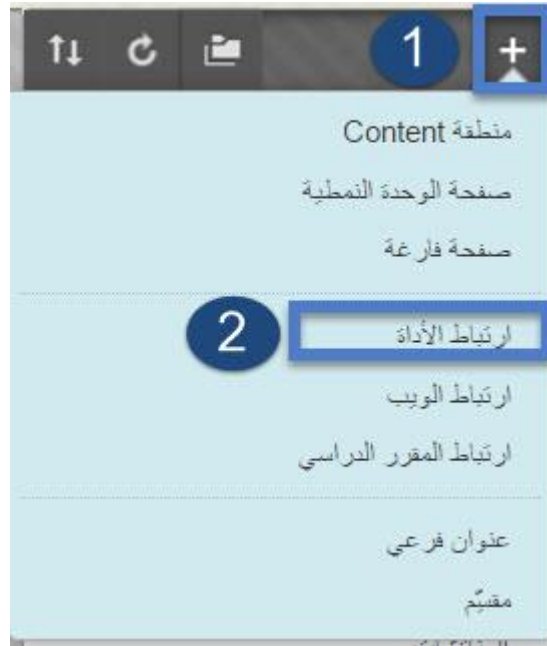 1
+
منطقة Content
صفحة الوحدة النمطية
صفحة فارغة
2
ارتباط الأداة
ارتباط الويب
ارتباط المقرر الدراسي
عنوان فرعي
مقسِّم